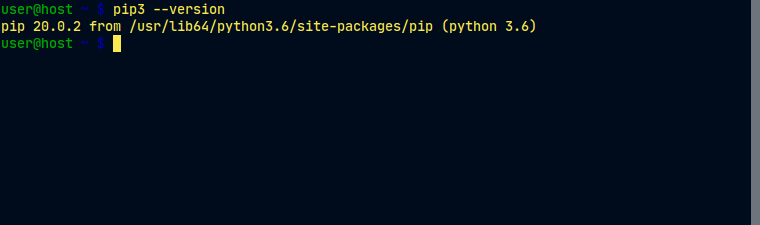 user@host ~ $ pip3 --version
pip 20.0.2 from /usr/lib64/python3.6/site-packages/pip (python 3.6)
user@host ~ $